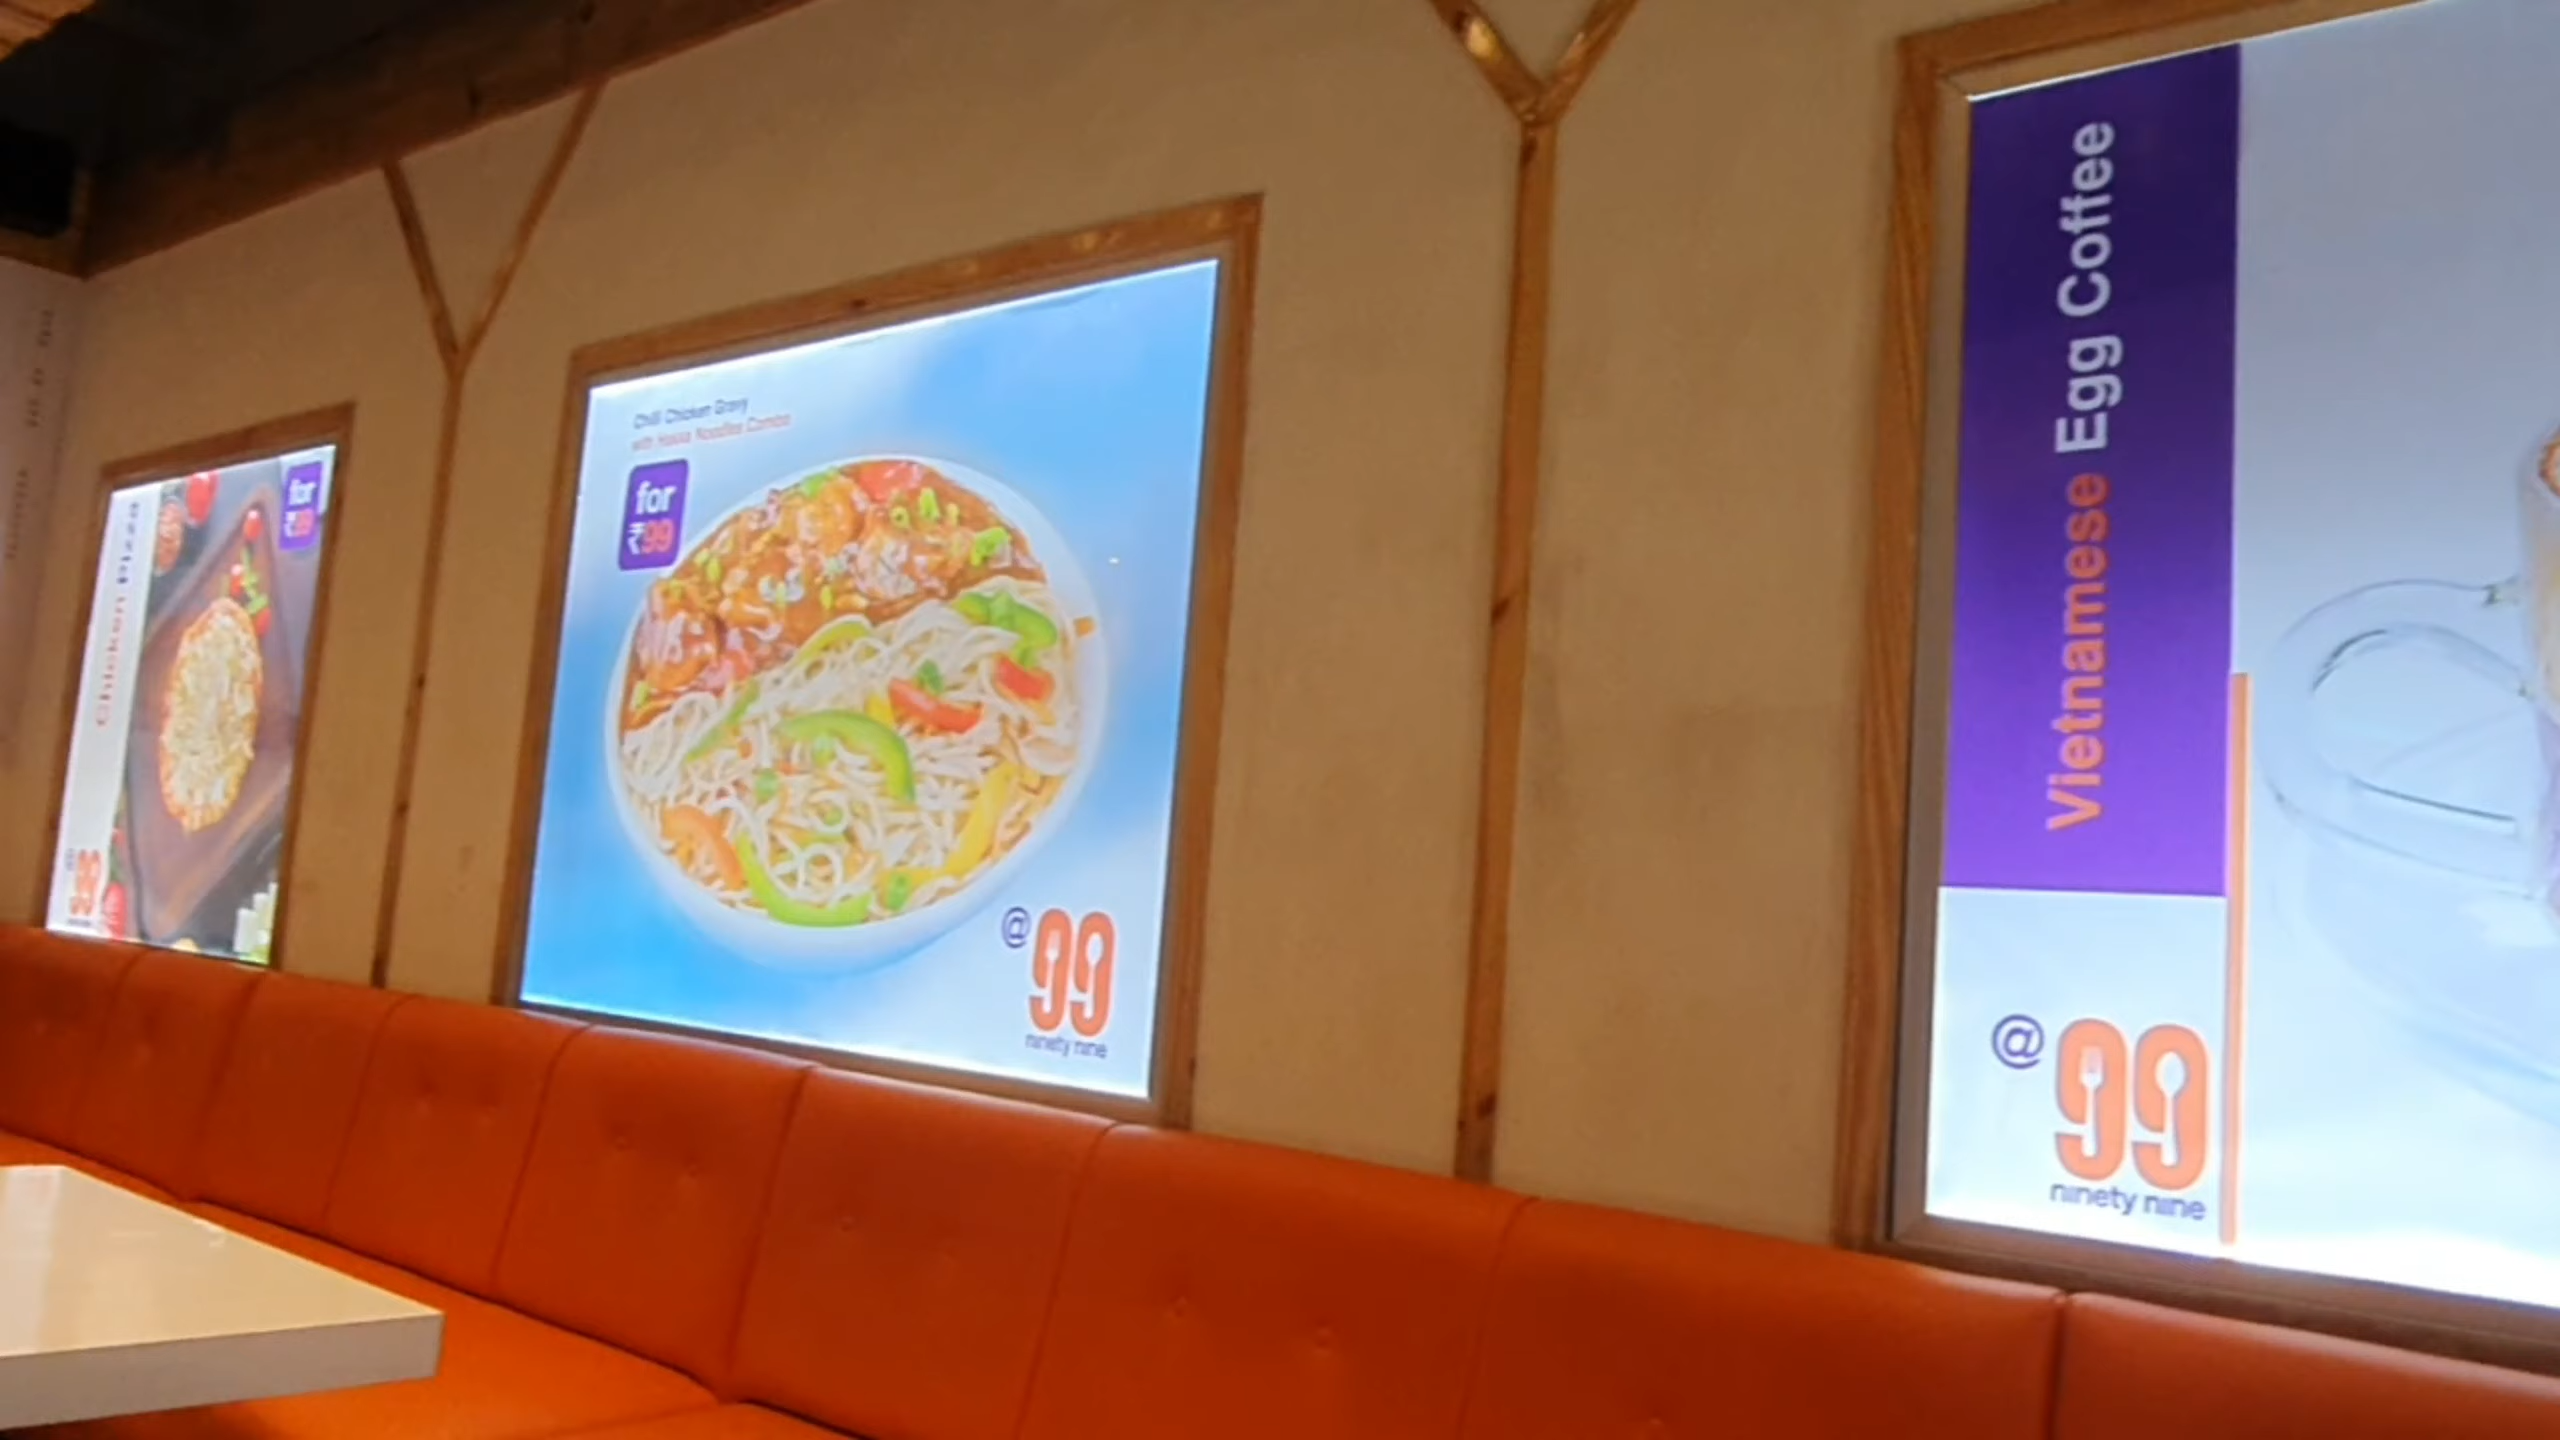 Chicken Pizza
for
₹99
@99
Chilli Chicken Gravy
with Hakka Noodles Combo
for
₹99
@99
ninety nine
Vietnamese Egg Coffee
@99
ninety nine